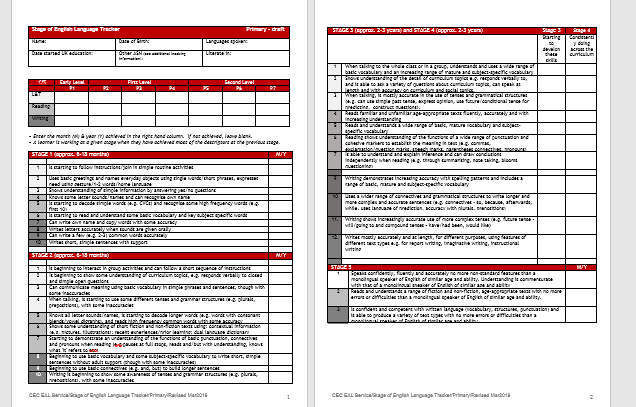 Stage of English Language Tracker Primary - draft
Name: Date of Birth: Languages spoken:
Date started UK education: Other ASN (see additional tracking information): Literate in:
CfE Early Level First Level Second Level
P1 P2 P3 P4 P5 P6 P7
L&T
Reading
Writing
- Enter the month (M) & year (Y) achieved in the right hand column. If not achieved, leave blank.
- A learner is working at a given stage when they have achieved most of the descriptors at the previous stage.
STAGE 1 (approx. 6-13 months) M/Y
1 Is starting to follow instructions/join in simple routine activities
2 Uses basic greetings and names everyday objects using single words/short phrases, expresses
need using gesture/1-2 words/home language
3 Shows understanding of simple information by answering yes/no questions
4 Knows some letter sounds/names and can recognise own name
5 Is starting to decode simple words (e.g. CVCs) and recognise some high frequency words (e.g.
6 Is starting to read and understand some basic vocabulary and key subject specific words
7 Can write own name and copy words with some accuracy
8 Writes letters accurately when sounds are given orally
9 Can write a few (e.g. 2-3) common words accurately
10 Writes short, simple sentences with support
STAGE 2 (approx. 6-13 months) M/Y
1 Is beginning to interact in group activities and can follow a short sequence of instructions
2 Is beginning to show some understanding of curriculum topics, e.g. responds verbally to closed
and simple open questions
3 Can communicate meaning using basic vocabulary in simple phrases and sentences, though with
some inaccuracies
4 When talking, is starting to use some different tenses and grammar structures (e.g. plurals,
prepositions), with some inaccuracies
5 Knows all letter sounds/names, is starting to decode longer words (e.g. words with consonant
blends/vowel digraphs, and reads high frequency common words with some accuracy
6 Shows some understanding of short fiction and non-fiction texts using: contextual information
(e.g. pictures, illustrations); recent experiences/prior learning; dual language dictionary
7 Starting to demonstrate an understanding of the functions of basic punctuation, connectives
and pronouns when reading
8 Beginning to use basic vocabulary and some subject-specific vocabulary to write short, simple
sentences without adult support (though with some inaccuracies)
9 Beginning to use basic connectives (e.g. and, but) to build longer sentences
10 Writing is beginning to show some awareness of tenses and grammar structures (e.g. plurals,
prepositions), with some inaccuracies
CEC EAL Service/Stage of English Language Tracker/Primary/Revised Mar2016 1
STAGE 3 (approx. 2-3 years) AND STAGE 4 (approx. 2-3 years) Stage 3 Stage 4
Starting to develop these skills
Consistently doing across the curriculum
1 When talking to the whole class or in a group, understands and uses a wide range of
basic vocabulary and an increasing range of mature and subject-specific vocabulary
2 Shows understanding of the detail of curriculum topics e.g. responds verbally to,
and is able to ask a variety of questions about curriculum topics, can speak at
length and with accuracy on curriculum and social topics.
3 When talking, is mostly accurate in the use of tenses and grammatical structures
(e.g. can use simple past tense, express opinion, use future/conditional tense for
predicting, construct questions).
4 Reads familiar and unfamiliar age-appropriate texts fluently, accurately and with
increasing understanding
5 Reads and understands a wide range of basic, mature vocabulary and subject-
specific vocabulary
6 Reading shows understanding of the functions of a wide range of punctuation and
cohesive markers to establish the meaning in text (e.g. commas,
exclamation/question marks, speech marks, parentheses connectives, pronouns)
Is able to understand and explain inference and can draw conclusions
independently when reading (e.g. through summarising, note taking, blooms
questioning)
9 Writing demonstrates increasing accuracy with spelling patterns and includes a
range of basic, mature and subject-specific vocabulary
10 Uses a wider range of connectives and grammatical structures to write longer and
more complex and accurate sentences (e.g. connectives - so, because, afterwards,
while, uses language of prediction, accuracy with plurals, transitions)
11 Writing shows increasingly accurate use of more complex tenses (e.g. future tense -
will/going to and compound tenses - have/had been, would like)
12 Writes mostly accurately and at length, for different purposes, using features of
different text types e.g. for report writing, imaginative writing, instructional
writing
STAGE 5 M/Y
1 Speaks confidently, fluently and accurately no more non-standard features than a
monolingual speaker of English of similar age and ability. Understanding is commensurate
with that of a monolingual speaker of English of similar age and ability
2 Reads and understands a range of fiction and non-fiction, age-appropriate texts with no more
errors or difficulties than a monolingual speaker of English of similar age and ability.
3 Is confident and competent with written language (vocabulary, structure, punctuation) and
is able to produce a variety of text types with no more errors or difficulties than a
monolingual speaker of English of similar age and ability
CEC EAL Service/Stage of English Language Tracker/Primary/Revised Mar2016 2